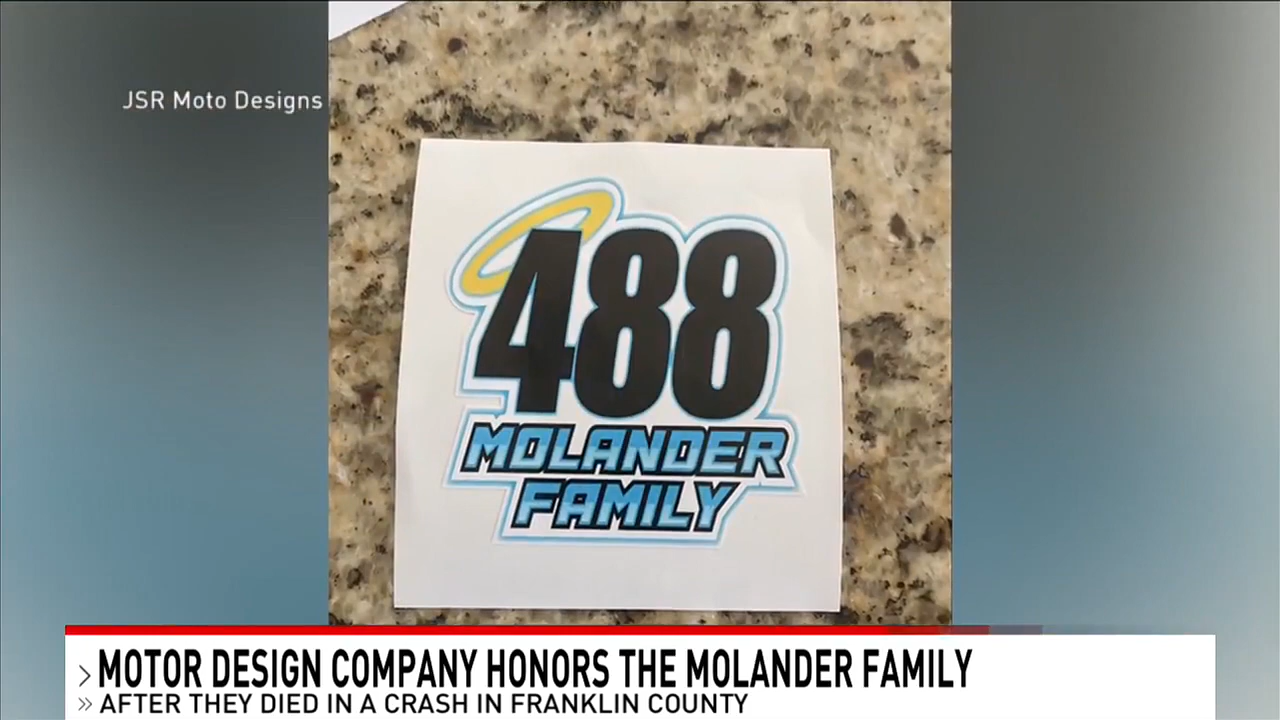 JSR Moto Designs
488
MOLANDER
FAMILY
> MOTOR DESIGN COMPANY HONORS THE MOLANDER FAMILY
» AFTER THEY DIED IN A CRASH IN FRANKLIN COUNTY